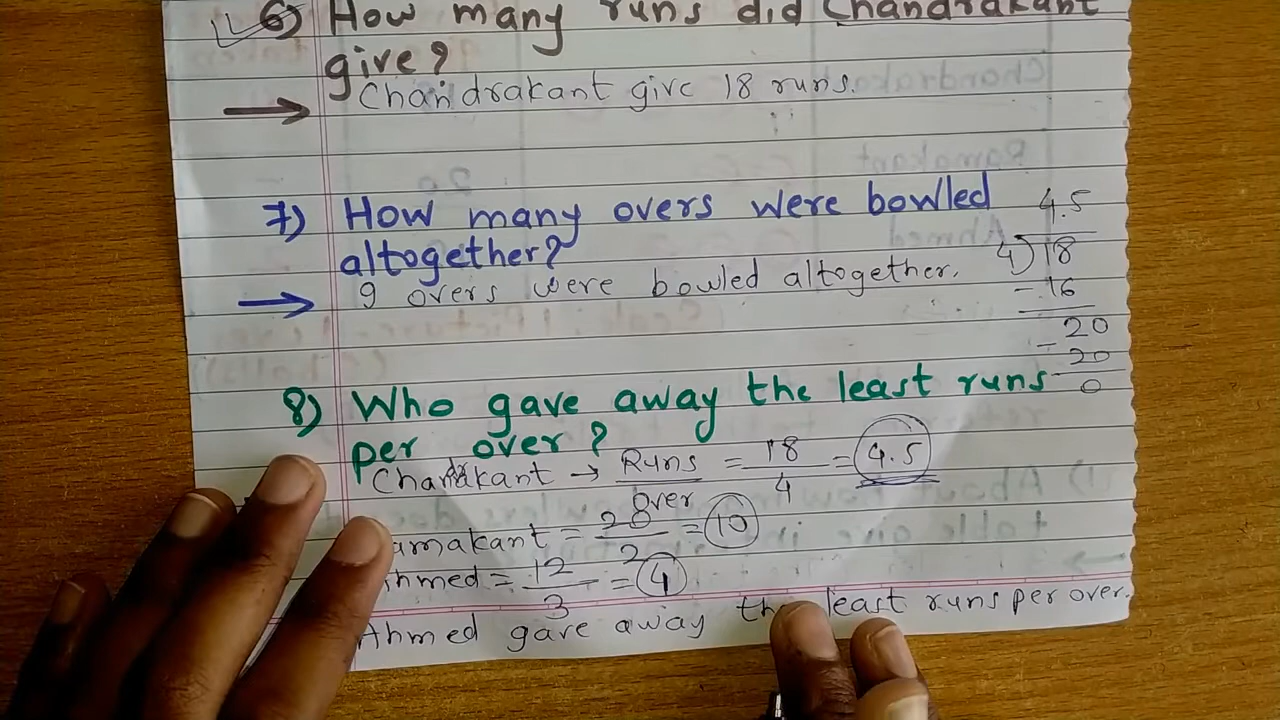 6) How many runs did Chandrakant
give?
Chandrakant give 18 runs.
7) How many overs were bowled
altogether?
9 overs were bowled altogether.
4.5
4)18
-16
20
-20
0
8) Who gave away the least runs
per over?
Chandrakant → Runs/over = 18/4 = 4.5
amakant = 20/2 = 10
hmed = 12/3 = 4
Ahmed gave away the least runs per over.